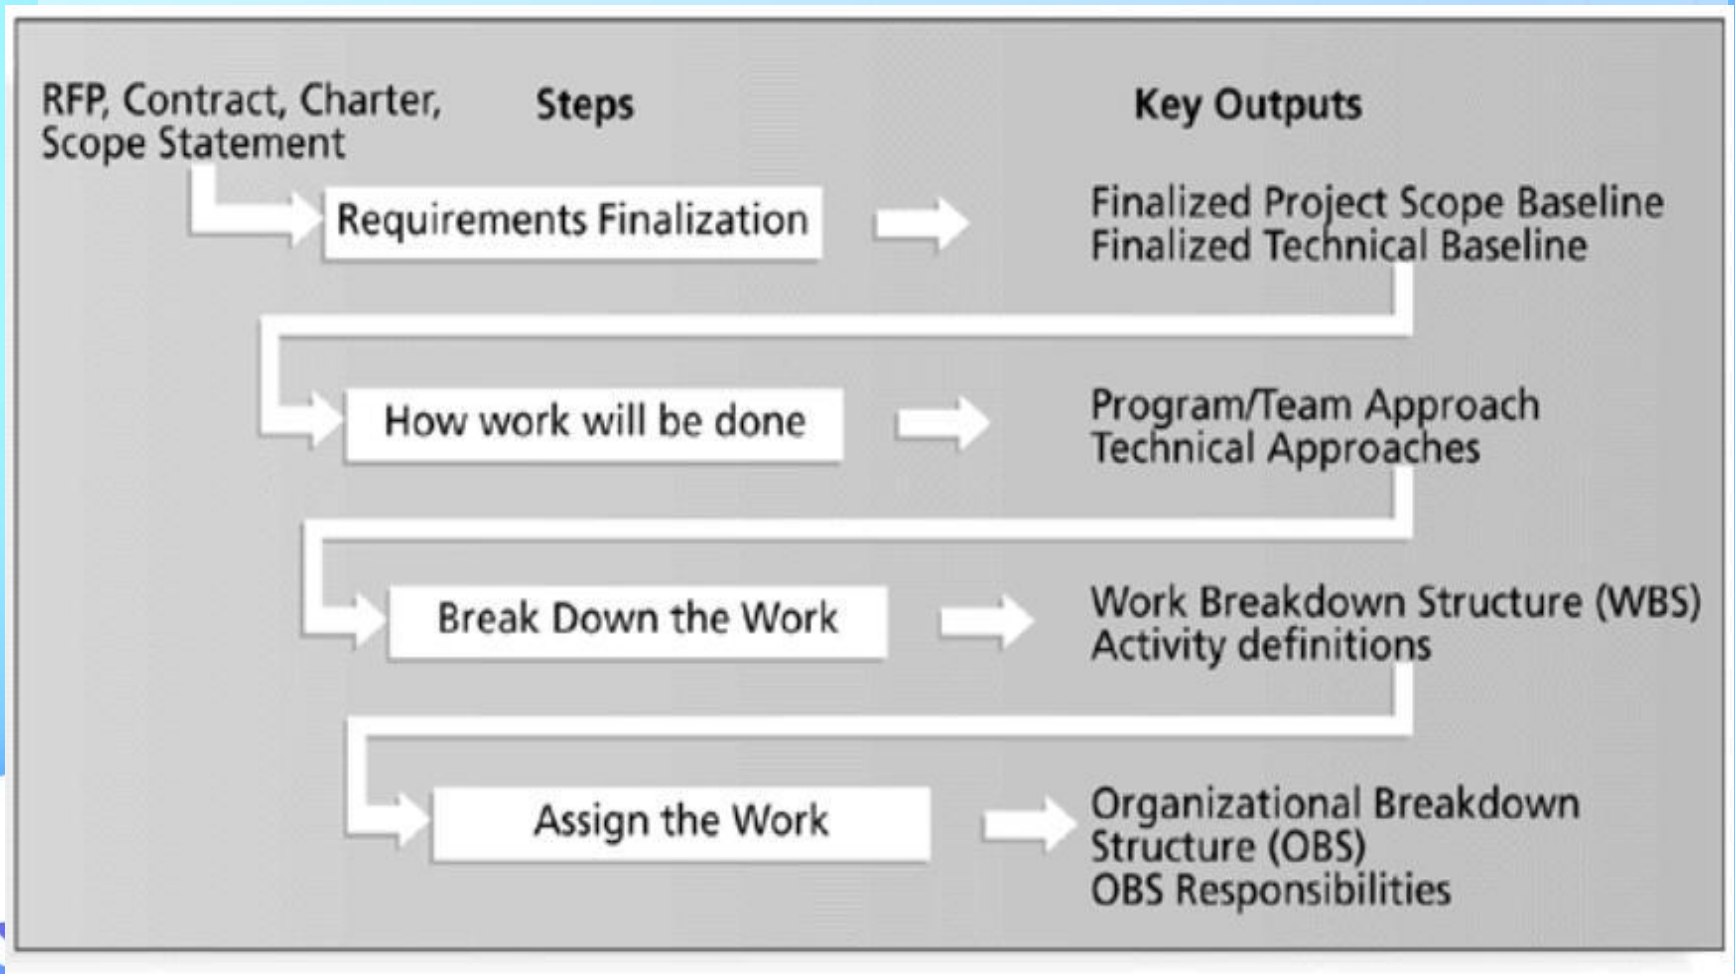 RFP, Contract, Charter,
Scope Statement
Steps
Key Outputs
Requirements Finalization
Finalized Project Scope Baseline
Finalized Technical Baseline
How work will be done
Program/Team Approach
Technical Approaches
Break Down the Work
Work Breakdown Structure (WBS)
Activity definitions
Assign the Work
Organizational Breakdown
Structure (OBS)
OBS Responsibilities